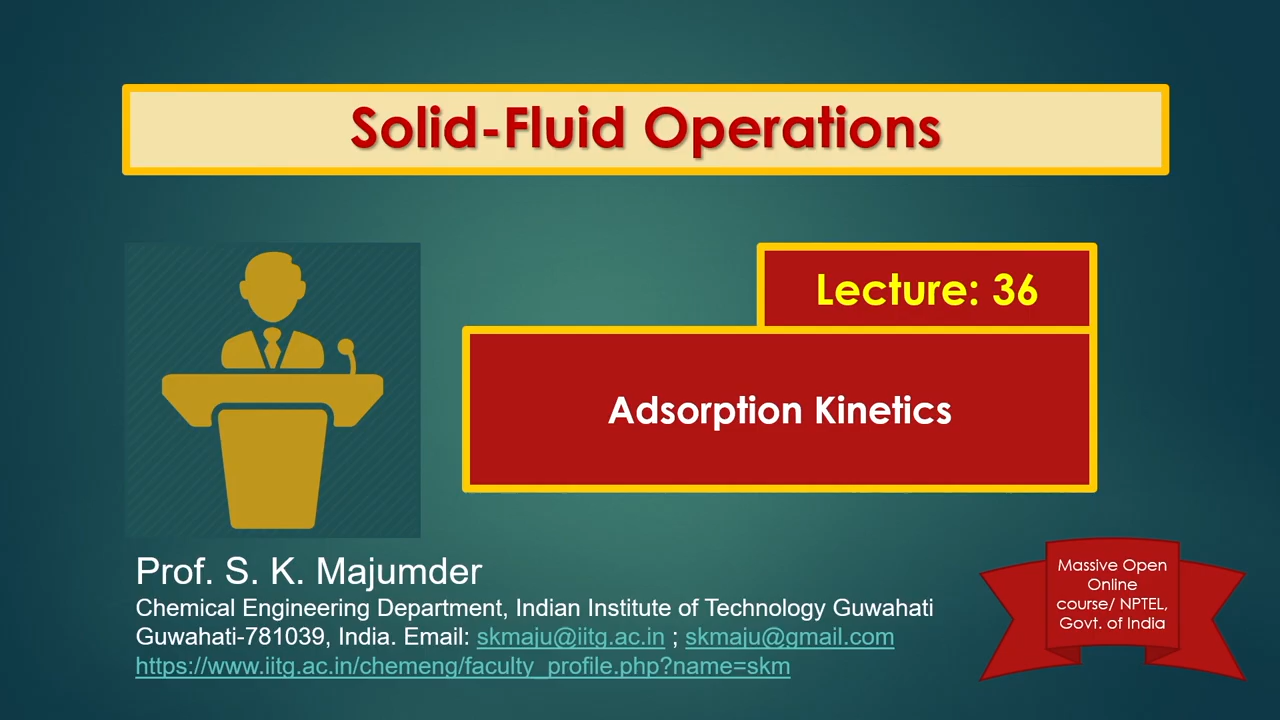 Solid-Fluid Operations
Lecture: 36
Adsorption Kinetics
Prof. S. K. Majumder
Chemical Engineering Department, Indian Institute of Technology Guwahati
Guwahati-781039, India. Email: skmaju@iitg.ac.in ; skmaju@gmail.com
https://www.iitg.ac.in/chemeng/faculty_profile.php?name=skm
Massive Open
Online
course/ NPTEL,
Govt. of India